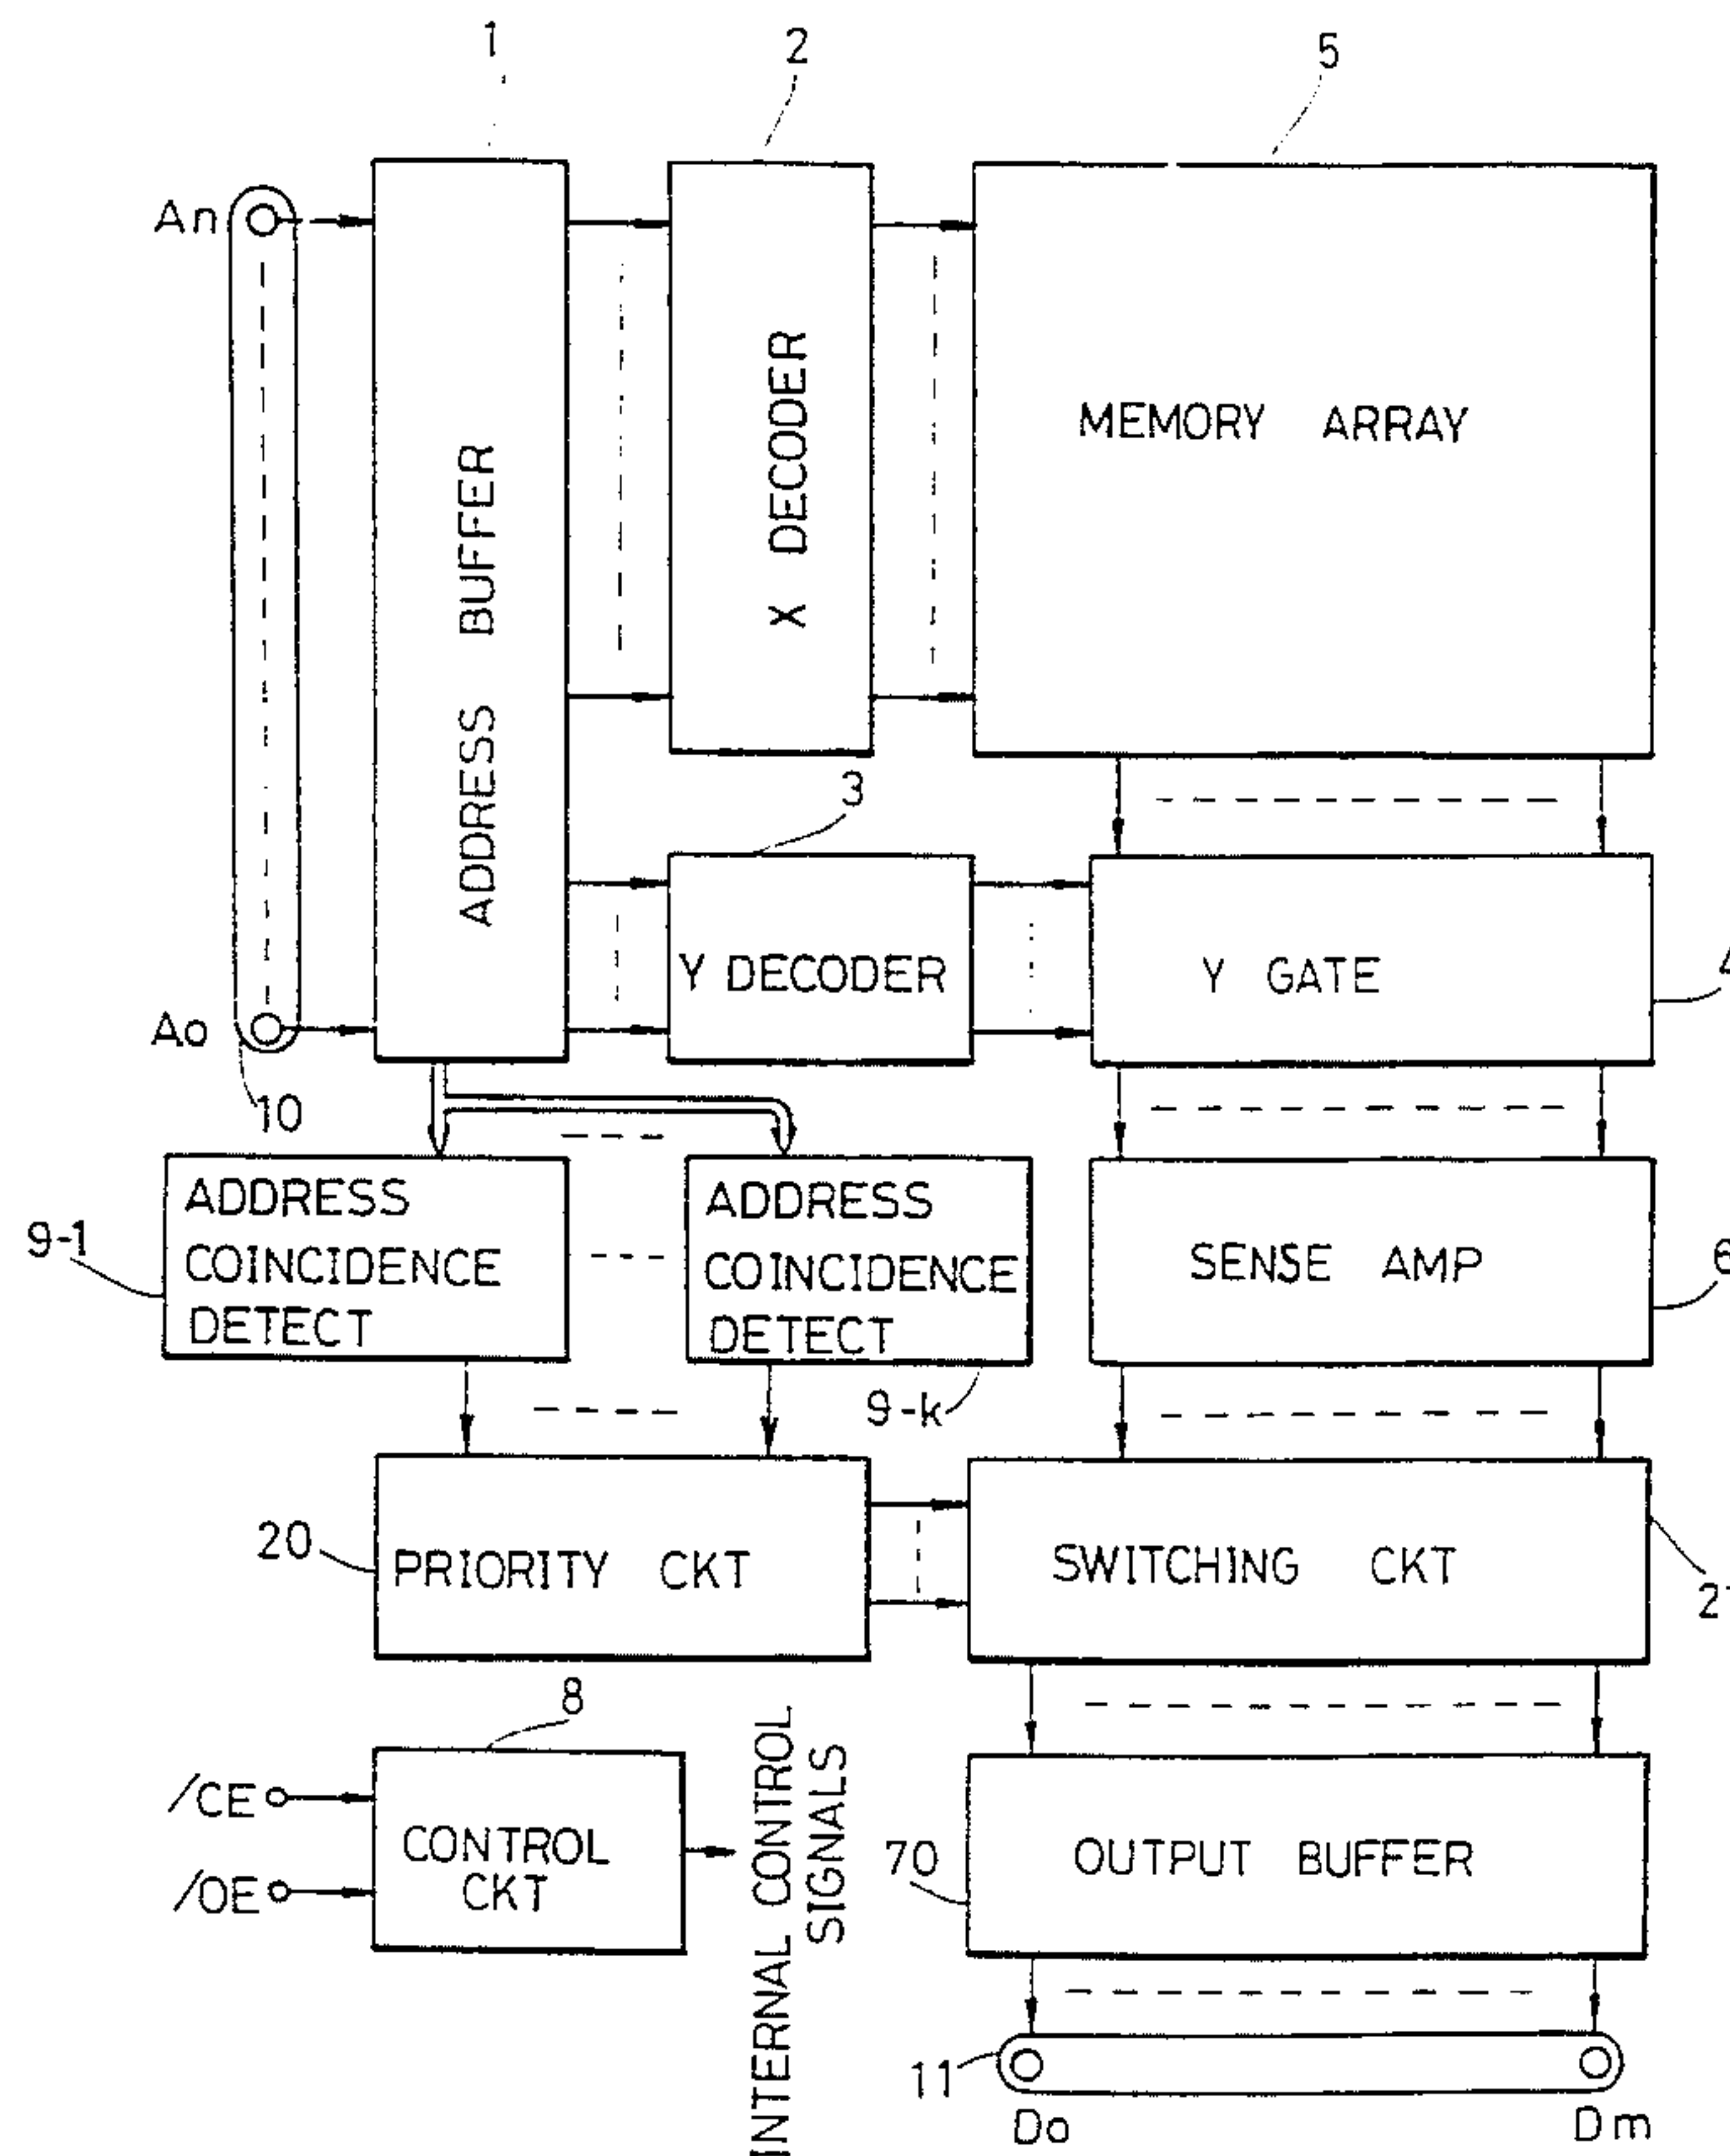 1
2
5
An
ADDRESS BUFFER
X DECODER
MEMORY ARRAY
3
Y DECODER
Y GATE
4
Ao
10
ADDRESS
COINCIDENCE
DETECT
9-1
ADDRESS
COINCIDENCE
DETECT
9-k
SENSE AMP
6
20
PRIORITY CKT
SWITCHING CKT
8
/CE
/OE
CONTROL
CKT
INTERNAL CONTROL
SIGNALS
70
OUTPUT BUFFER
11
Do
Dm